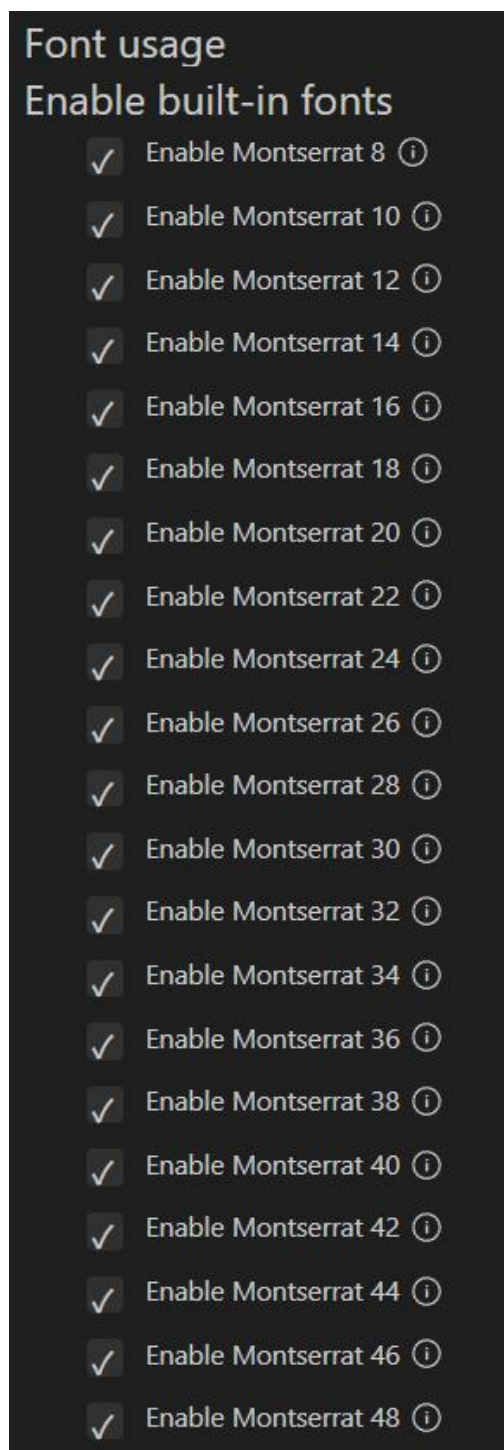 Font usage
Enable built-in fonts
Enable Montserrat 8
Enable Montserrat 10
Enable Montserrat 12
Enable Montserrat 14
Enable Montserrat 16
Enable Montserrat 18
Enable Montserrat 20
Enable Montserrat 22
Enable Montserrat 24
Enable Montserrat 26
Enable Montserrat 28
Enable Montserrat 30
Enable Montserrat 32
Enable Montserrat 34
Enable Montserrat 36
Enable Montserrat 38
Enable Montserrat 40
Enable Montserrat 42
Enable Montserrat 44
Enable Montserrat 46
Enable Montserrat 48